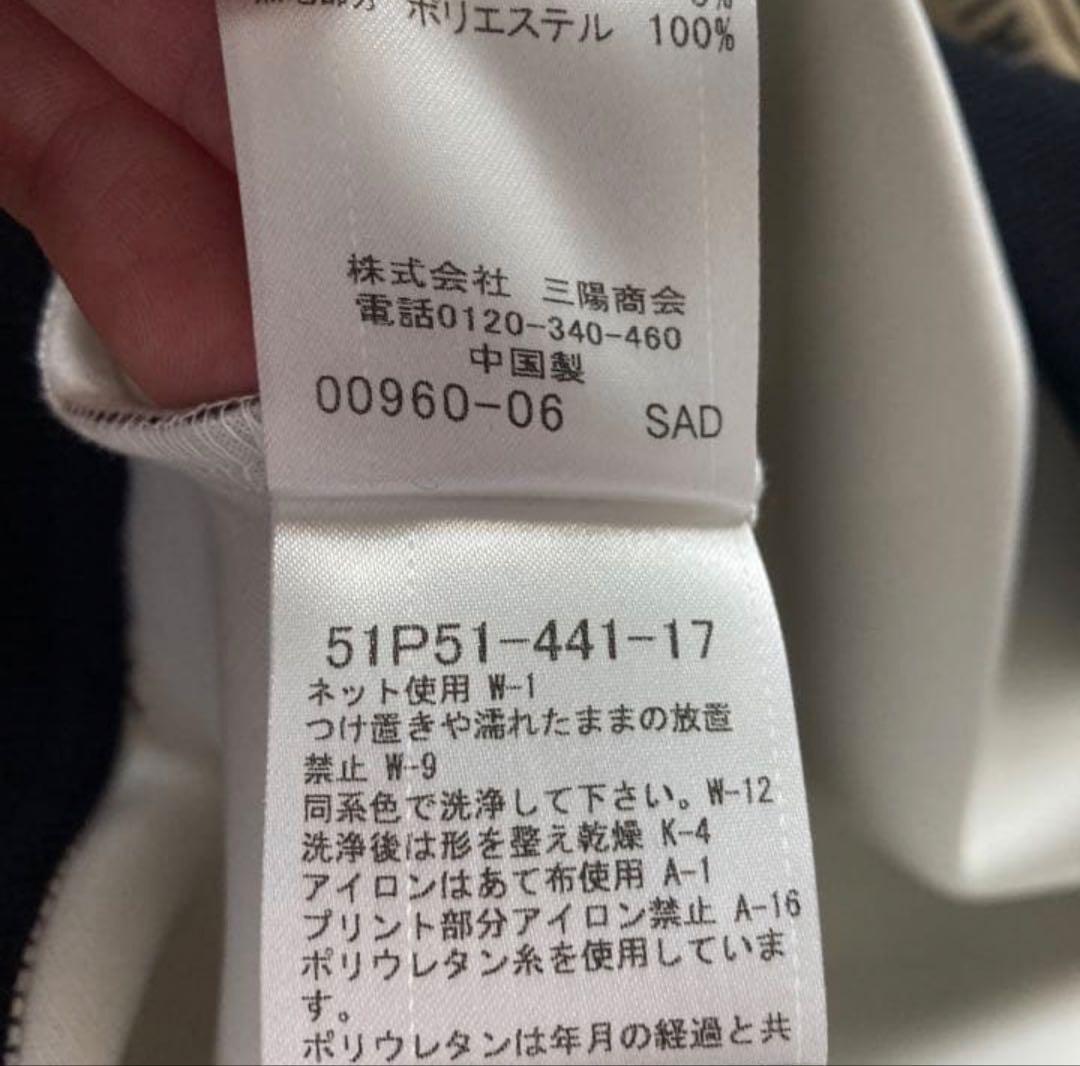 ポリエステル 100%
株式会社 三陽商会
電話0120-340-460
中国製
00960-06 SAD
51P51-441-17
ネット使用 W-1
つけ置きや濡れたままの放置
禁止 W-9
同系色で洗浄して下さい。W-12
洗浄後は形を整え乾燥 K-4
アイロンはあて布使用 A-1
プリント部分アイロン禁止 A-16
ポリウレタン糸を使用していま
す。
ポリウレタンは年月の経過と共